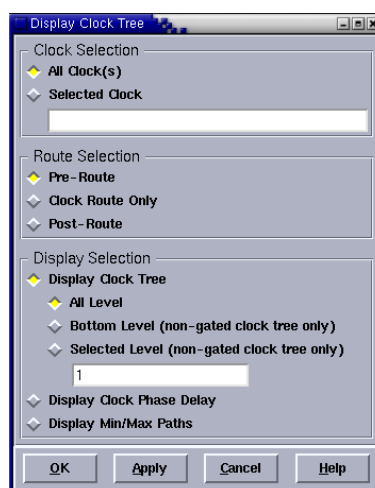 Display Clock Tree
Clock Selection
All Clock(s)
Selected Clock
Route Selection
Pre-Route
Clock Route Only
Post-Route
Display Selection
Display Clock Tree
All Level
Bottom Level (non-gated clock tree only)
Selected Level (non-gated clock tree only)
1
Display Clock Phase Delay
Display Min/Max Paths
OK Apply Cancel Help